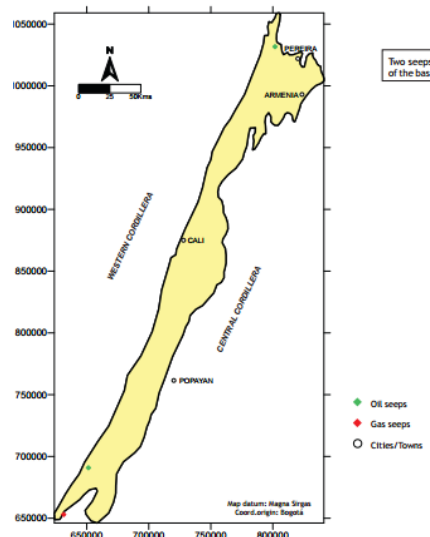 1050000
1000000
950000
900000
850000
800000
750000
700000
650000
N
0 25 50Kms
PEREIRA
ARMENIA
Two seeps
of the bas
WESTERN CORDILLERA
CALI
CENTRAL CORDILLERA
POPAYAN
Oil seeps
Gas seeps
Cities/Towns
Map datum: Magna Sirgas
Coord.origin: Bogotá
650000 700000 750000 800000